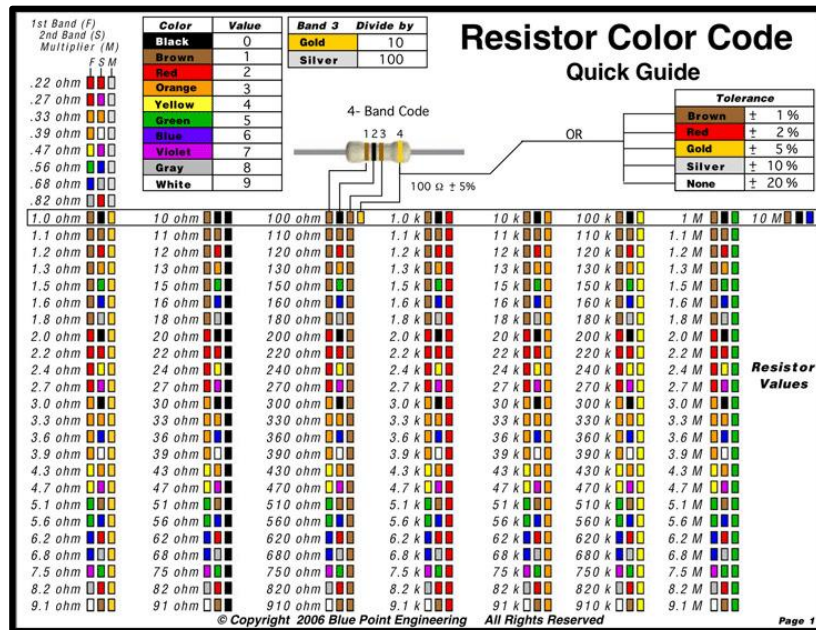 Resistor Color Code
Quick Guide
1st Band (F)
2nd Band (S)
Multiplier (M)
F S M
Color Value
Black 0
Brown 1
Red 2
Orange 3
Yellow 4
Green 5
Blue 6
Violet 7
Gray 8
White 9
Band 3 Divide by
Gold 10
Silver 100
4- Band Code
1 2 3 4
100 Ω ± 5%
OR
Tolerance
Brown ± 1%
Red ± 2%
Gold ± 5%
Silver ± 10%
None ± 20%
.22 ohm
.27 ohm
.33 ohm
.39 ohm
.47 ohm
.56 ohm
.68 ohm
.82 ohm
1.0 ohm 10 ohm 100 ohm 1.0 k 10 k 100 k 1 M 10 M
1.1 ohm 11 ohm 110 ohm 1.1 k 11 k 110 k 1.1 M
1.2 ohm 12 ohm 120 ohm 1.2 k 12 k 120 k 1.2 M
1.3 ohm 13 ohm 130 ohm 1.3 k 13 k 130 k 1.3 M
1.5 ohm 15 ohm 150 ohm 1.5 k 15 k 150 k 1.5 M
1.6 ohm 16 ohm 160 ohm 1.6 k 16 k 160 k 1.6 M
1.8 ohm 18 ohm 180 ohm 1.8 k 18 k 180 k 1.8 M
2.0 ohm 20 ohm 200 ohm 2.0 k 20 k 200 k 2.0 M
2.2 ohm 22 ohm 220 ohm 2.2 k 22 k 220 k 2.2 M
2.4 ohm 24 ohm 240 ohm 2.4 k 24 k 240 k 2.4 M
2.7 ohm 27 ohm 270 ohm 2.7 k 27 k 270 k 2.7 M
3.0 ohm 30 ohm 300 ohm 3.0 k 30 k 300 k 3.0 M
3.3 ohm 33 ohm 330 ohm 3.3 k 33 k 330 k 3.3 M
3.6 ohm 36 ohm 360 ohm 3.6 k 36 k 360 k 3.6 M
3.9 ohm 39 ohm 390 ohm 3.9 k 39 k 390 k 3.9 M
4.3 ohm 43 ohm 430 ohm 4.3 k 43 k 430 k 4.3 M
4.7 ohm 47 ohm 470 ohm 4.7 k 47 k 470 k 4.7 M
5.1 ohm 51 ohm 510 ohm 5.1 k 51 k 510 k 5.1 M
5.6 ohm 56 ohm 560 ohm 5.6 k 56 k 560 k 5.6 M
6.2 ohm 62 ohm 620 ohm 6.2 k 62 k 620 k 6.2 M
6.8 ohm 68 ohm 680 ohm 6.8 k 68 k 680 k 6.8 M
7.5 ohm 75 ohm 750 ohm 7.5 k 75 k 750 k 7.5 M
8.2 ohm 82 ohm 820 ohm 8.2 k 82 k 820 k 8.2 M
9.1 ohm 91 ohm 910 ohm 9.1 k 91 k 910 k 9.1 M
Resistor
Values
© Copyright 2006 Blue Point Engineering All Rights Reserved
Page 1